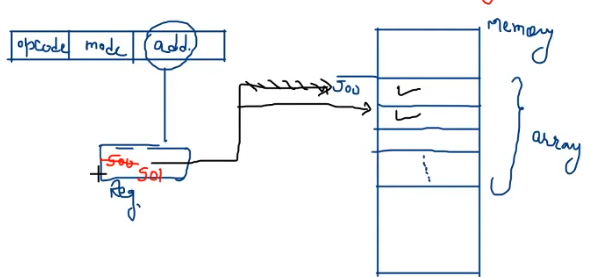 opcode mode add.
memory
500
500
501
Reg.
array